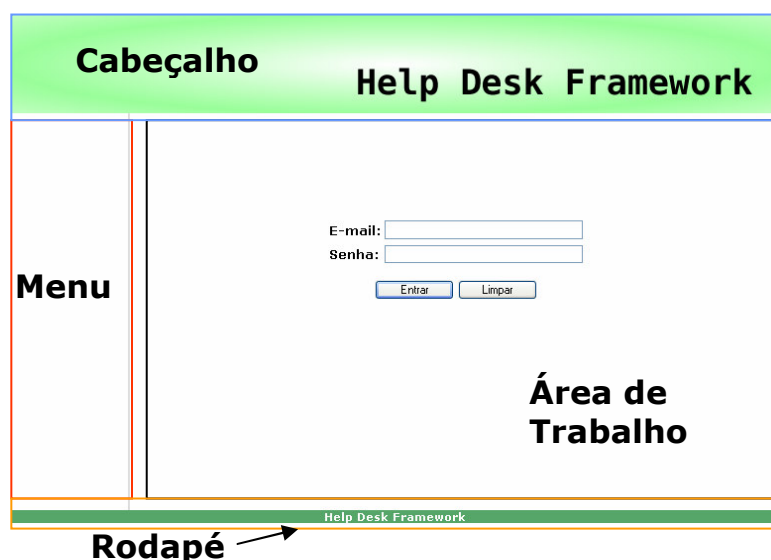 Cabeçalho
Help Desk Framework
E-mail:
Senha:
Entrar Limpar
Menu
Área de
Trabalho
Help Desk Framework
Rodapé